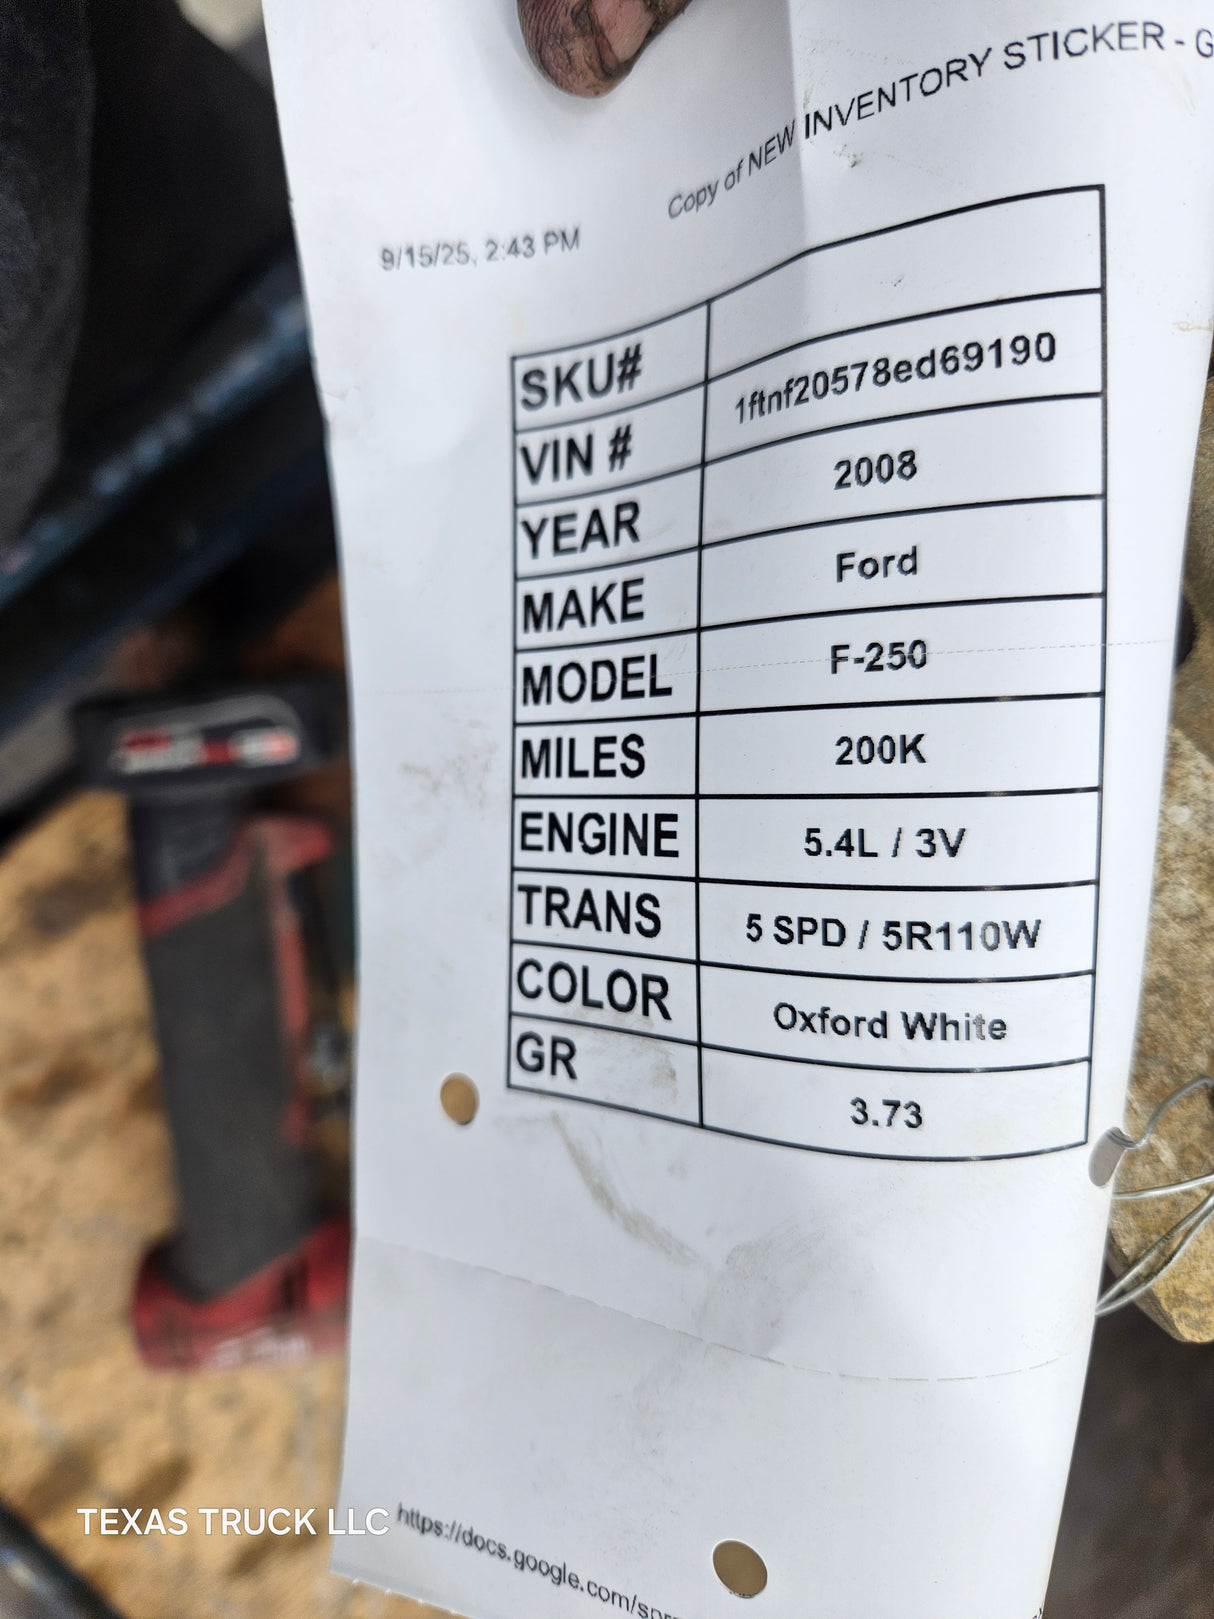 Copy of NEW INVENTORY STICKER - G
9/15/25, 2:43 PM
SKU#
VIN # 1ftnf20578ed69190
YEAR 2008
MAKE Ford
MODEL F-250
MILES 200K
ENGINE 5.4L / 3V
TRANS 5 SPD / 5R110W
COLOR Oxford White
GR 3.73
TEXAS TRUCK LLC
https://docs.google.com/spr